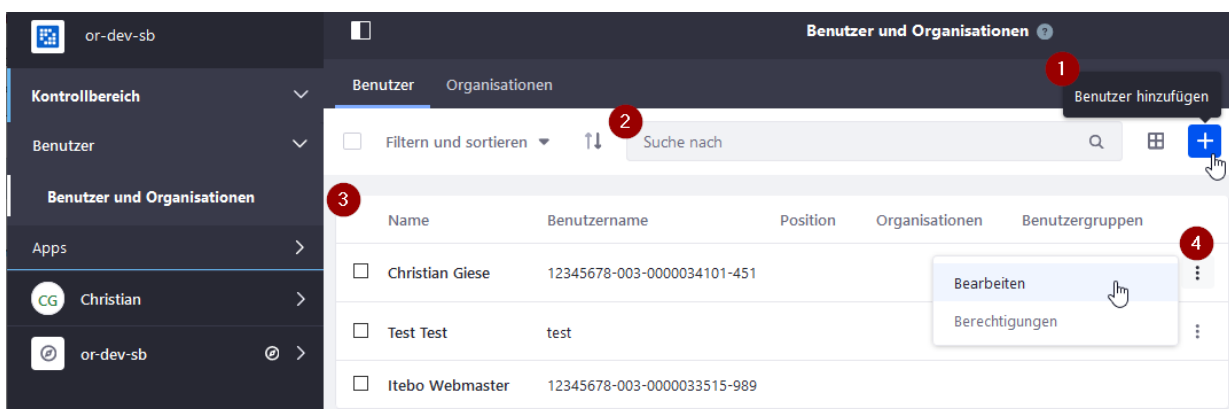 or-dev-sb
Kontrollbereich
Benutzer
Benutzer und Organisationen
Apps
CG Christian
or-dev-sb
Benutzer und Organisationen ?
Benutzer Organisationen
1
Benutzer hinzufügen
Filtern und sortieren
2
Suche nach
3
Name Benutzername Position Organisationen Benutzergruppen
4
Christian Giese 12345678-003-0000034101-451
Bearbeiten
Berechtigungen
Test Test test
Itebo Webmaster 12345678-003-0000033515-989